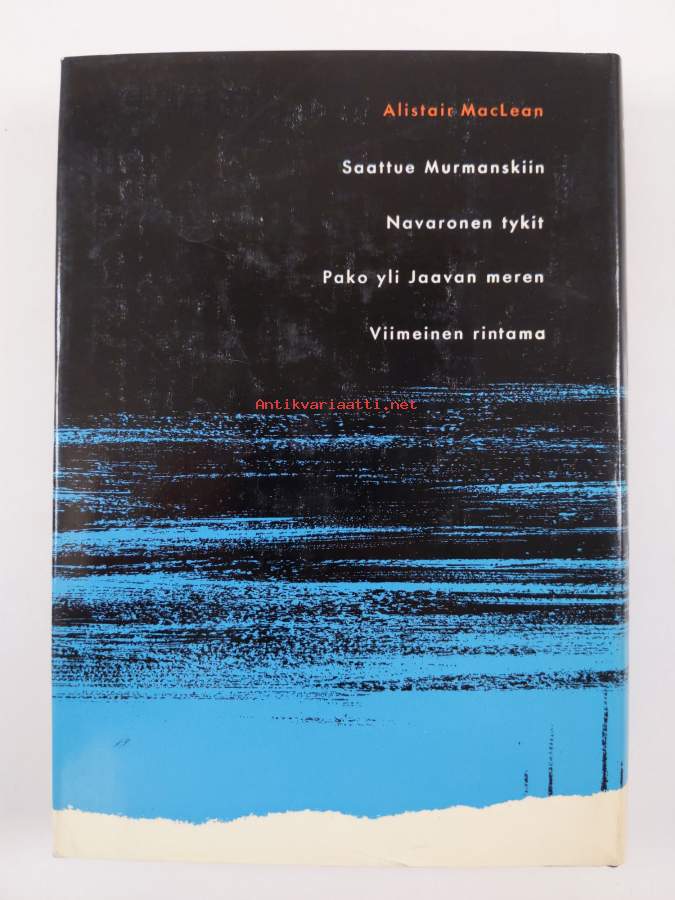 Alistair MacLean
Saattue Murmanskiin
Navaronen tykit
Pako yli Jaavan meren
Viimeinen rintama
Antikvariaatti.net